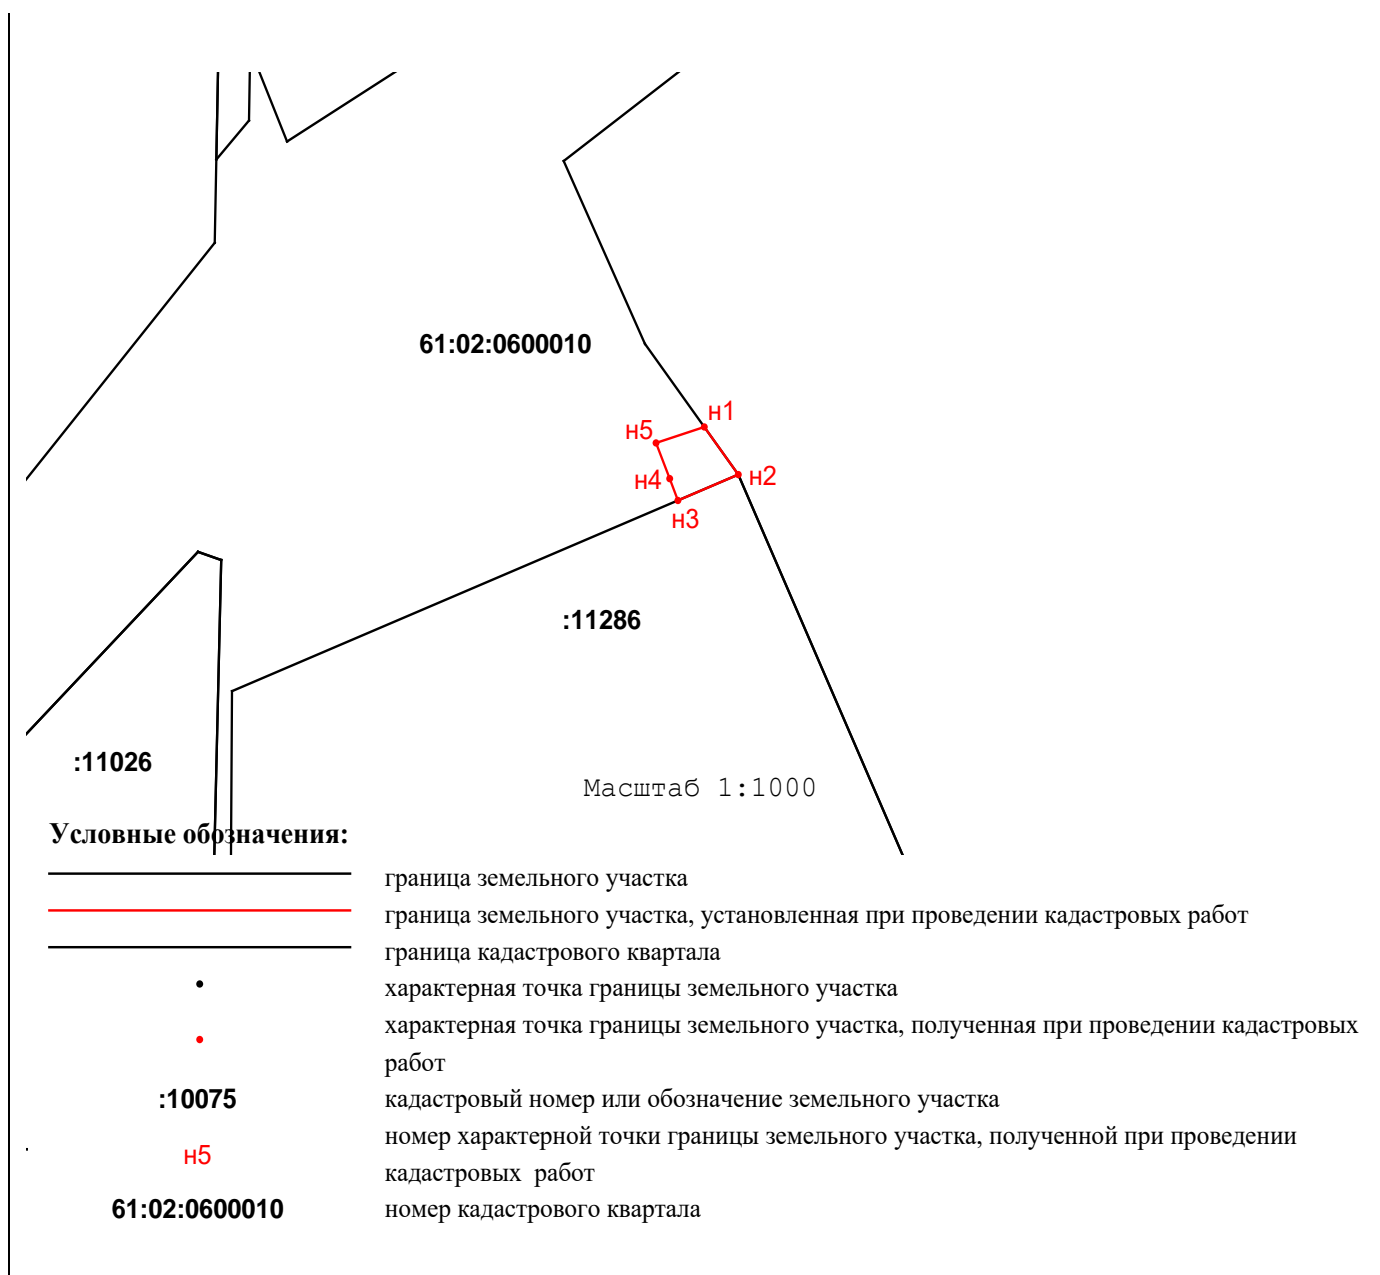 61:02:0600010
н1
н5
н4
н2
н3
:11286
:11026
Масштаб 1:1000
Условные обозначения:
граница земельного участка
граница земельного участка, установленная при проведении кадастровых работ
граница кадастрового квартала
характерная точка границы земельного участка
характерная точка границы земельного участка, полученная при проведении кадастровых
работ
:10075 кадастровый номер или обозначение земельного участка
н5 номер характерной точки границы земельного участка, полученной при проведении
кадастровых работ
61:02:0600010 номер кадастрового квартала